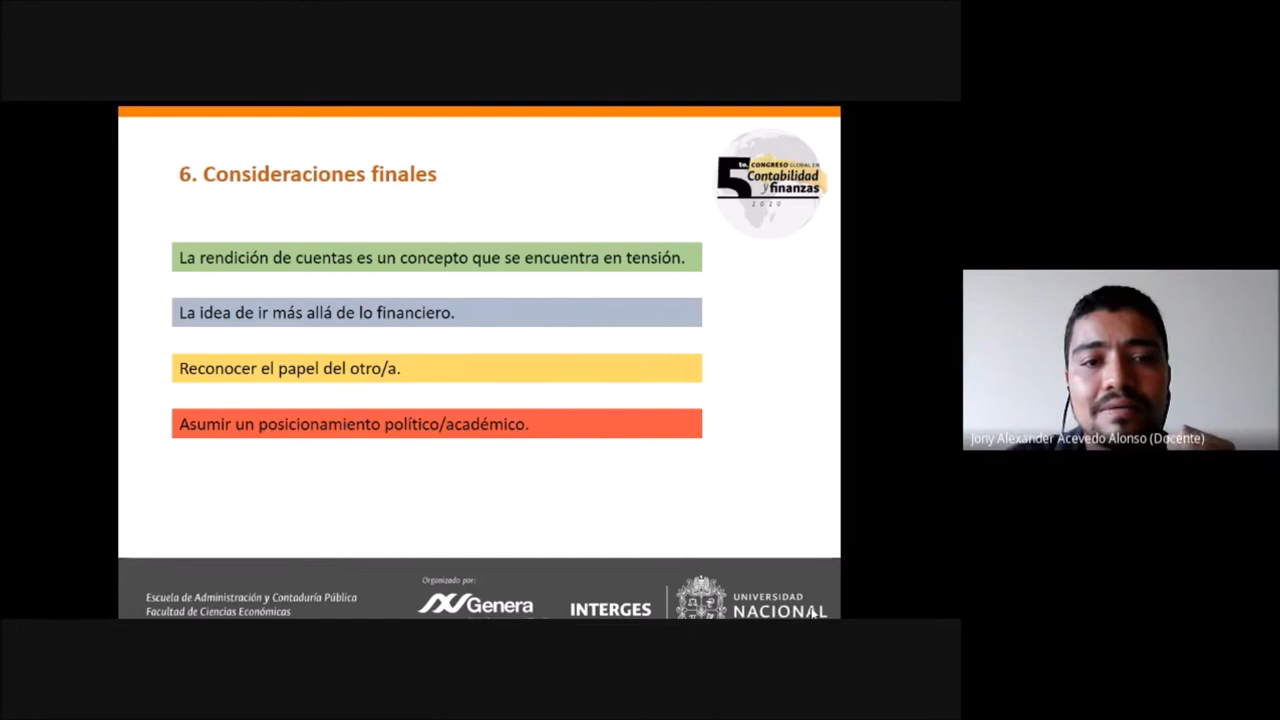 6. Consideraciones finales
5to. CONGRESO GLOBAL EN
Contabilidad
y finanzas
2020
La rendición de cuentas es un concepto que se encuentra en tensión.
La idea de ir más allá de lo financiero.
Reconocer el papel del otro/a.
Asumir un posicionamiento político/académico.
Jony Alexander Acevedo Alonso (Docente)
Organizado por:
Escuela de Administración y Contaduría Pública
Facultad de Ciencias Económicas
Genera
INTERGES
UNIVERSIDAD
NACIONAL